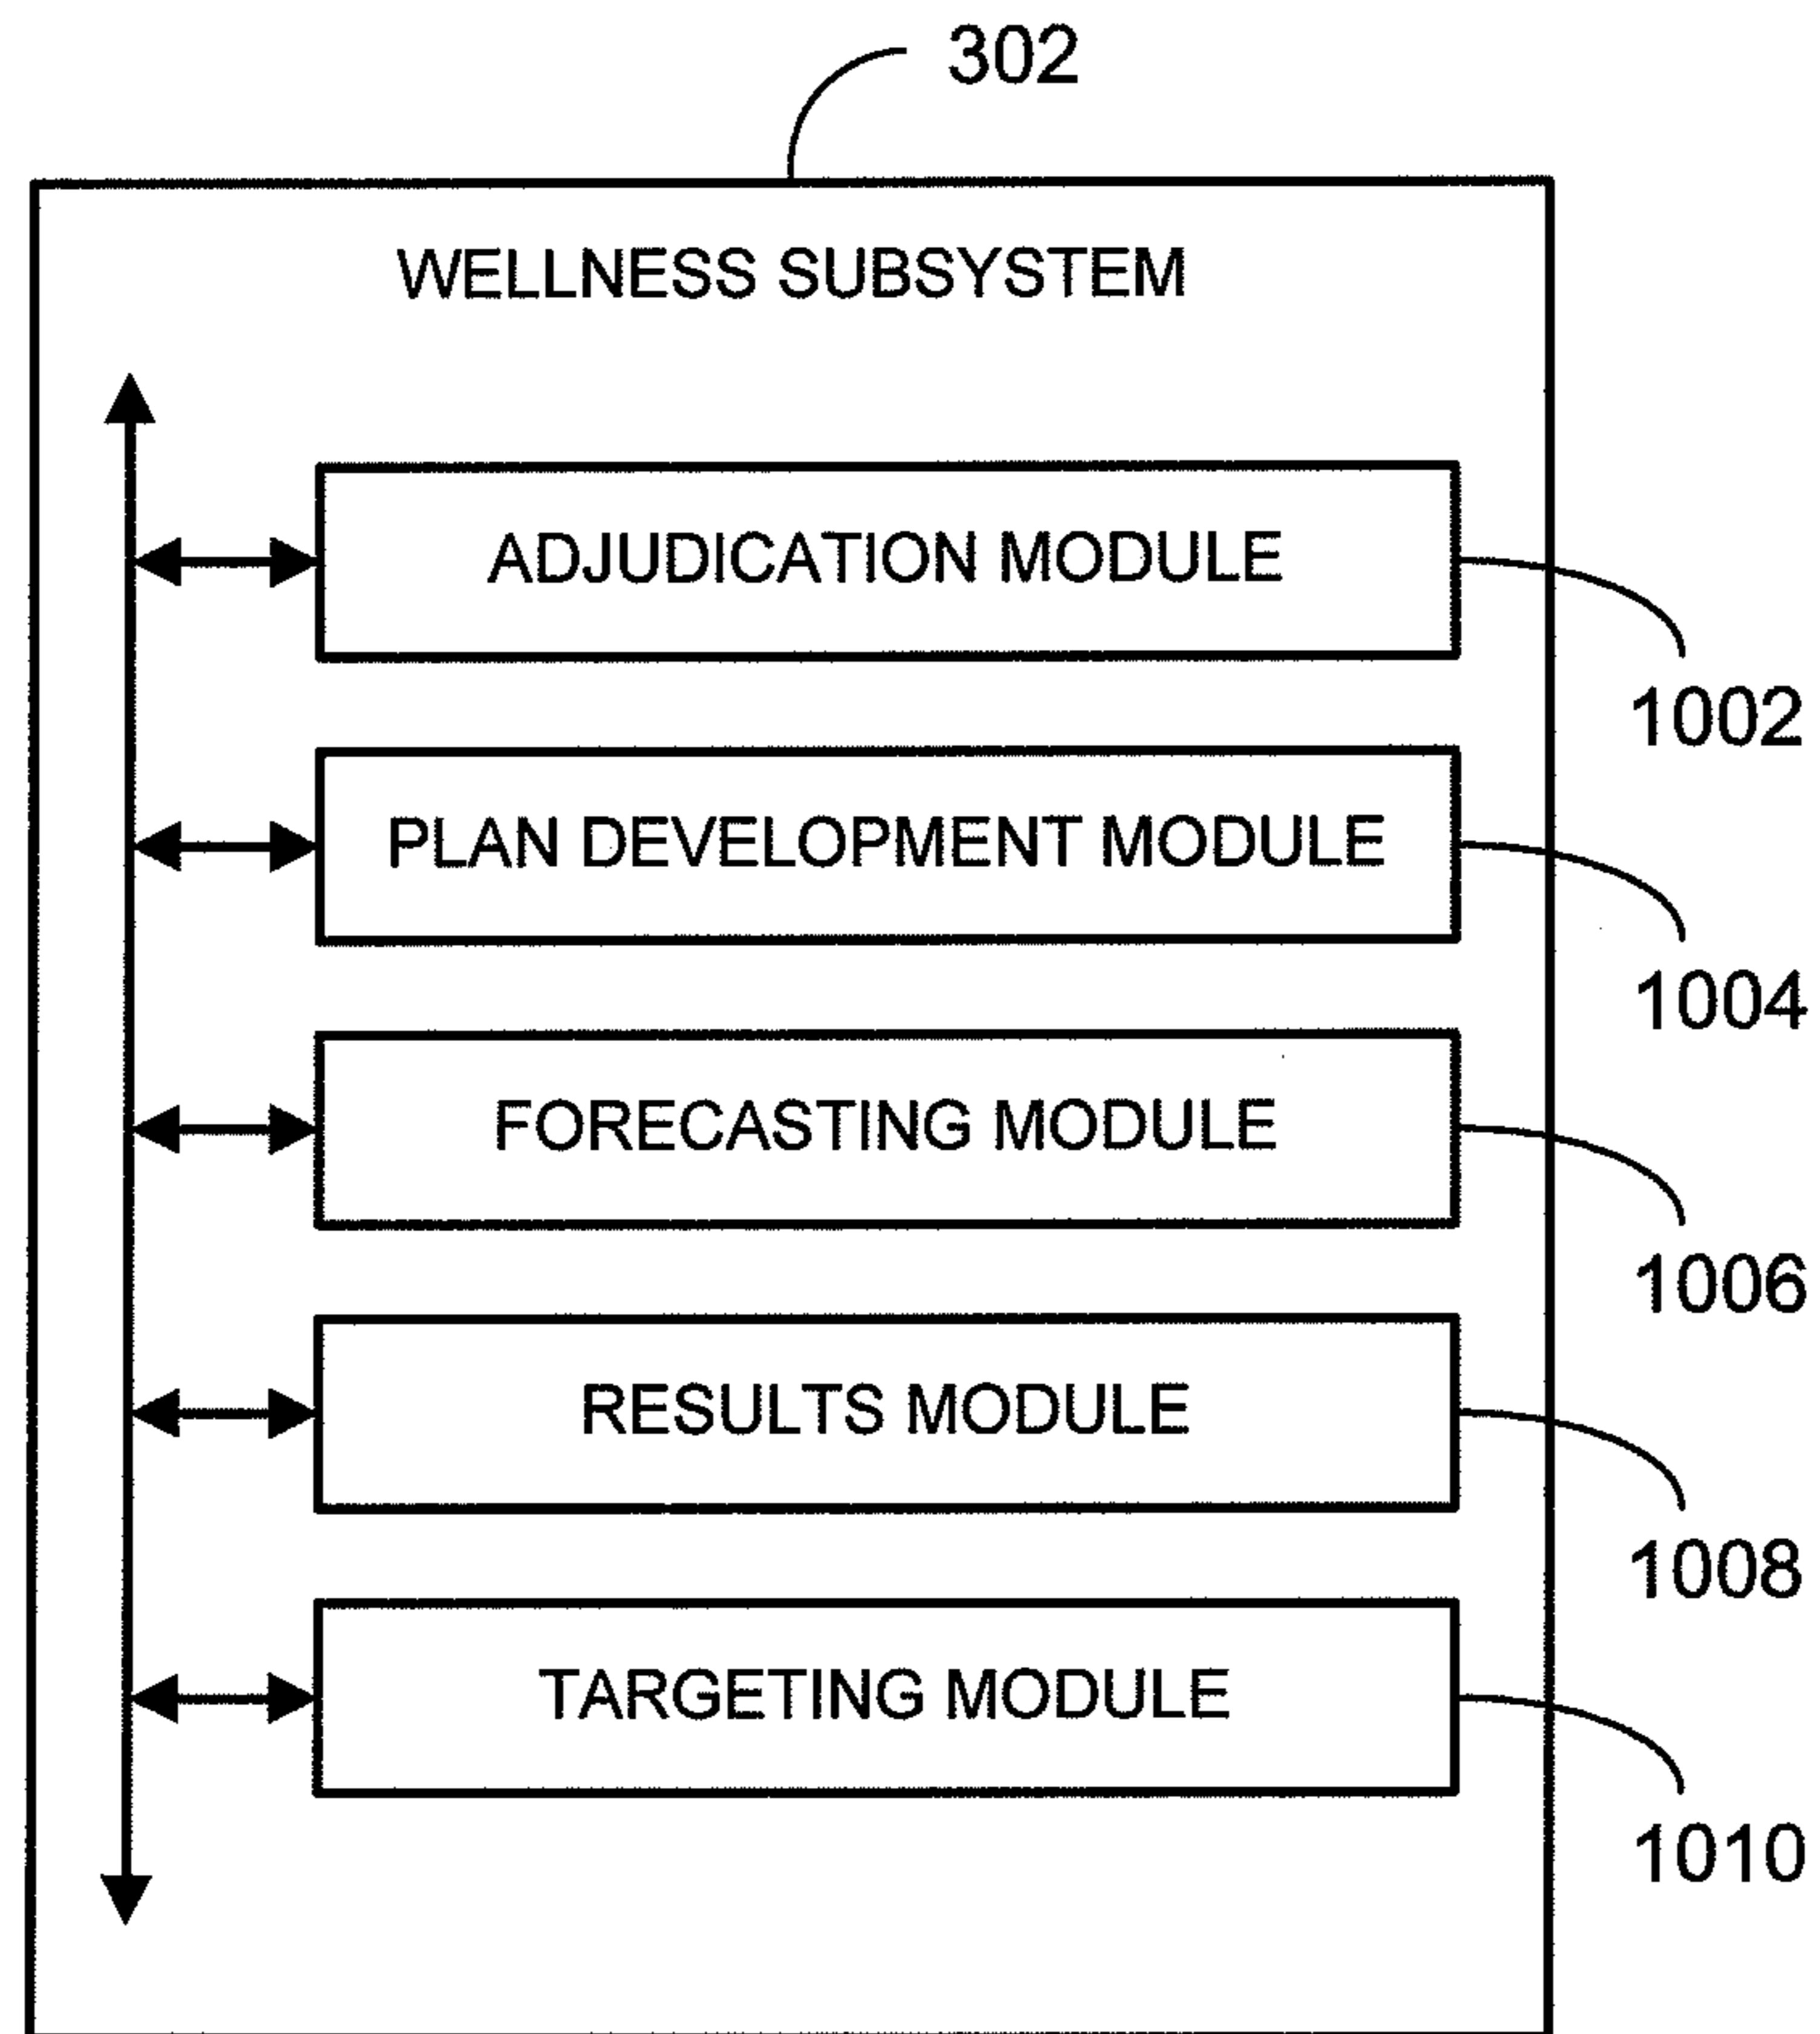 302
WELLNESS SUBSYSTEM
ADJUDICATION MODULE
1002
PLAN DEVELOPMENT MODULE
1004
FORECASTING MODULE
1006
RESULTS MODULE
1008
TARGETING MODULE
1010